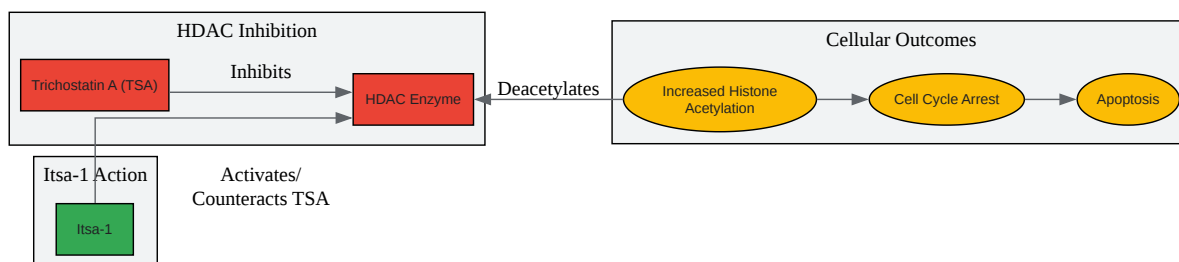 HDAC Inhibition
Trichostatin A (TSA)
Inhibits
HDAC Enzyme
Deacetylates
Cellular Outcomes
Increased Histone
Acetylation
Cell Cycle Arrest
Apoptosis
Itsa-1 Action
Itsa-1
Activates/
Counteracts TSA